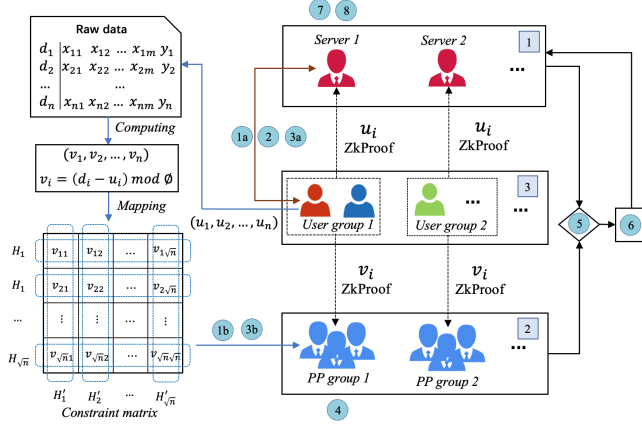 Raw data
d₁ x₁₁ x₁₂ ... x₁ₘ y₁
d₂ x₂₁ x₂₂ ... x₂ₘ y₂
... ...
dₙ xₙ₁ xₙ₂ ... xₙₘ yₙ
Computing
(v₁, v₂, ..., vₙ)
vᵢ = (dᵢ − uᵢ) mod ∅
Mapping
H₁ v₁₁ v₁₂ ... v₁√n
H₁ v₂₁ v₂₂ ... v₂√n
... ⋮ ⋮ ... ⋮
H√n v√n1 v√n2 ... v√n√n
H′₁ H′₂ ... H′√n
Constraint matrix
7 8
Server 1 Server 2 ... 1
1a 2 3a
uᵢ uᵢ
ZkProof ZkProof
(u₁, u₂, ..., uₙ)
User group 1 User group 2 ... ... 3
vᵢ vᵢ
ZkProof ZkProof
1b 3b
PP group 1 PP group 2 ... 2
4
5
6